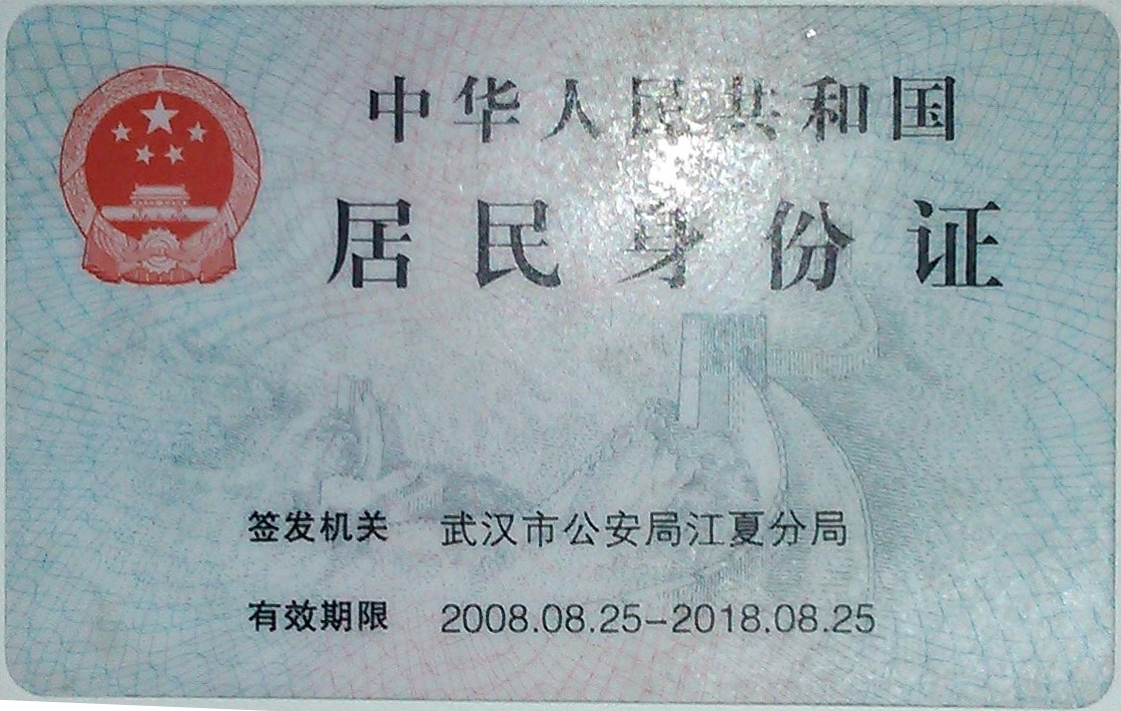 中华人民共和国
居民身份证
签发机关 武汉市公安局江夏分局
有效期限 2008.08.25-2018.08.25